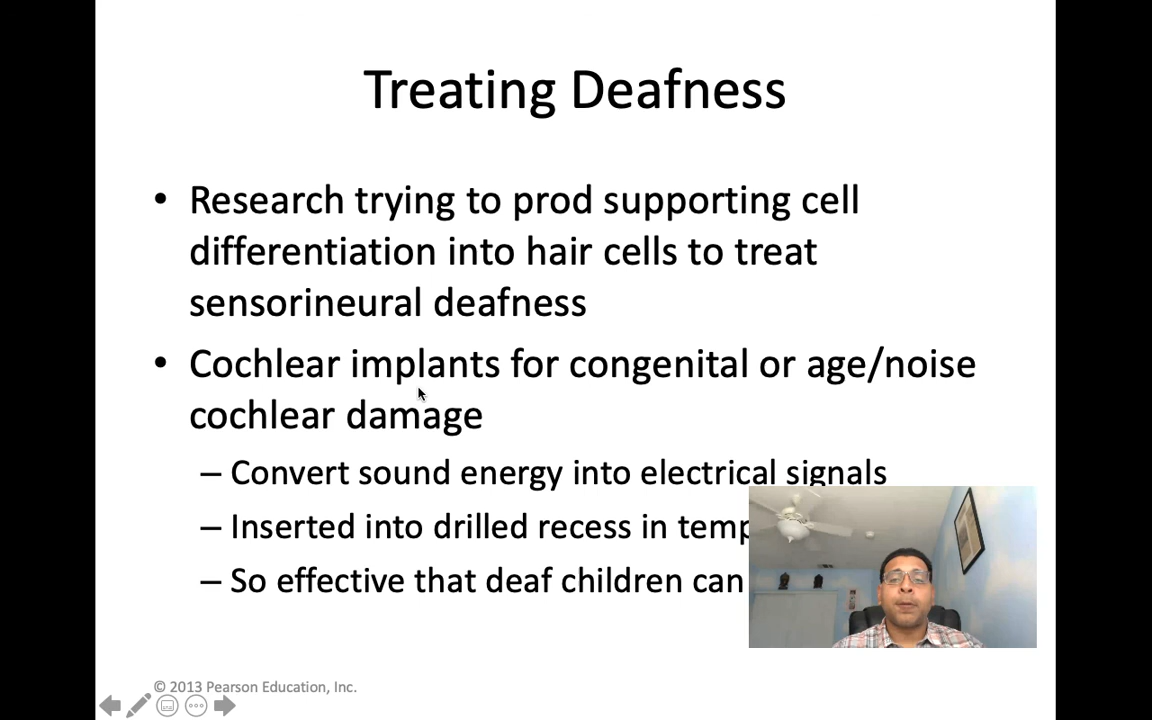 Treating Deafness
• Research trying to prod supporting cell
differentiation into hair cells to treat
sensorineural deafness
• Cochlear implants for congenital or age/noise
cochlear damage
– Convert sound energy into electrical signals
– Inserted into drilled recess in
– So effective that deaf children can
© 2013 Pearson Education, Inc.